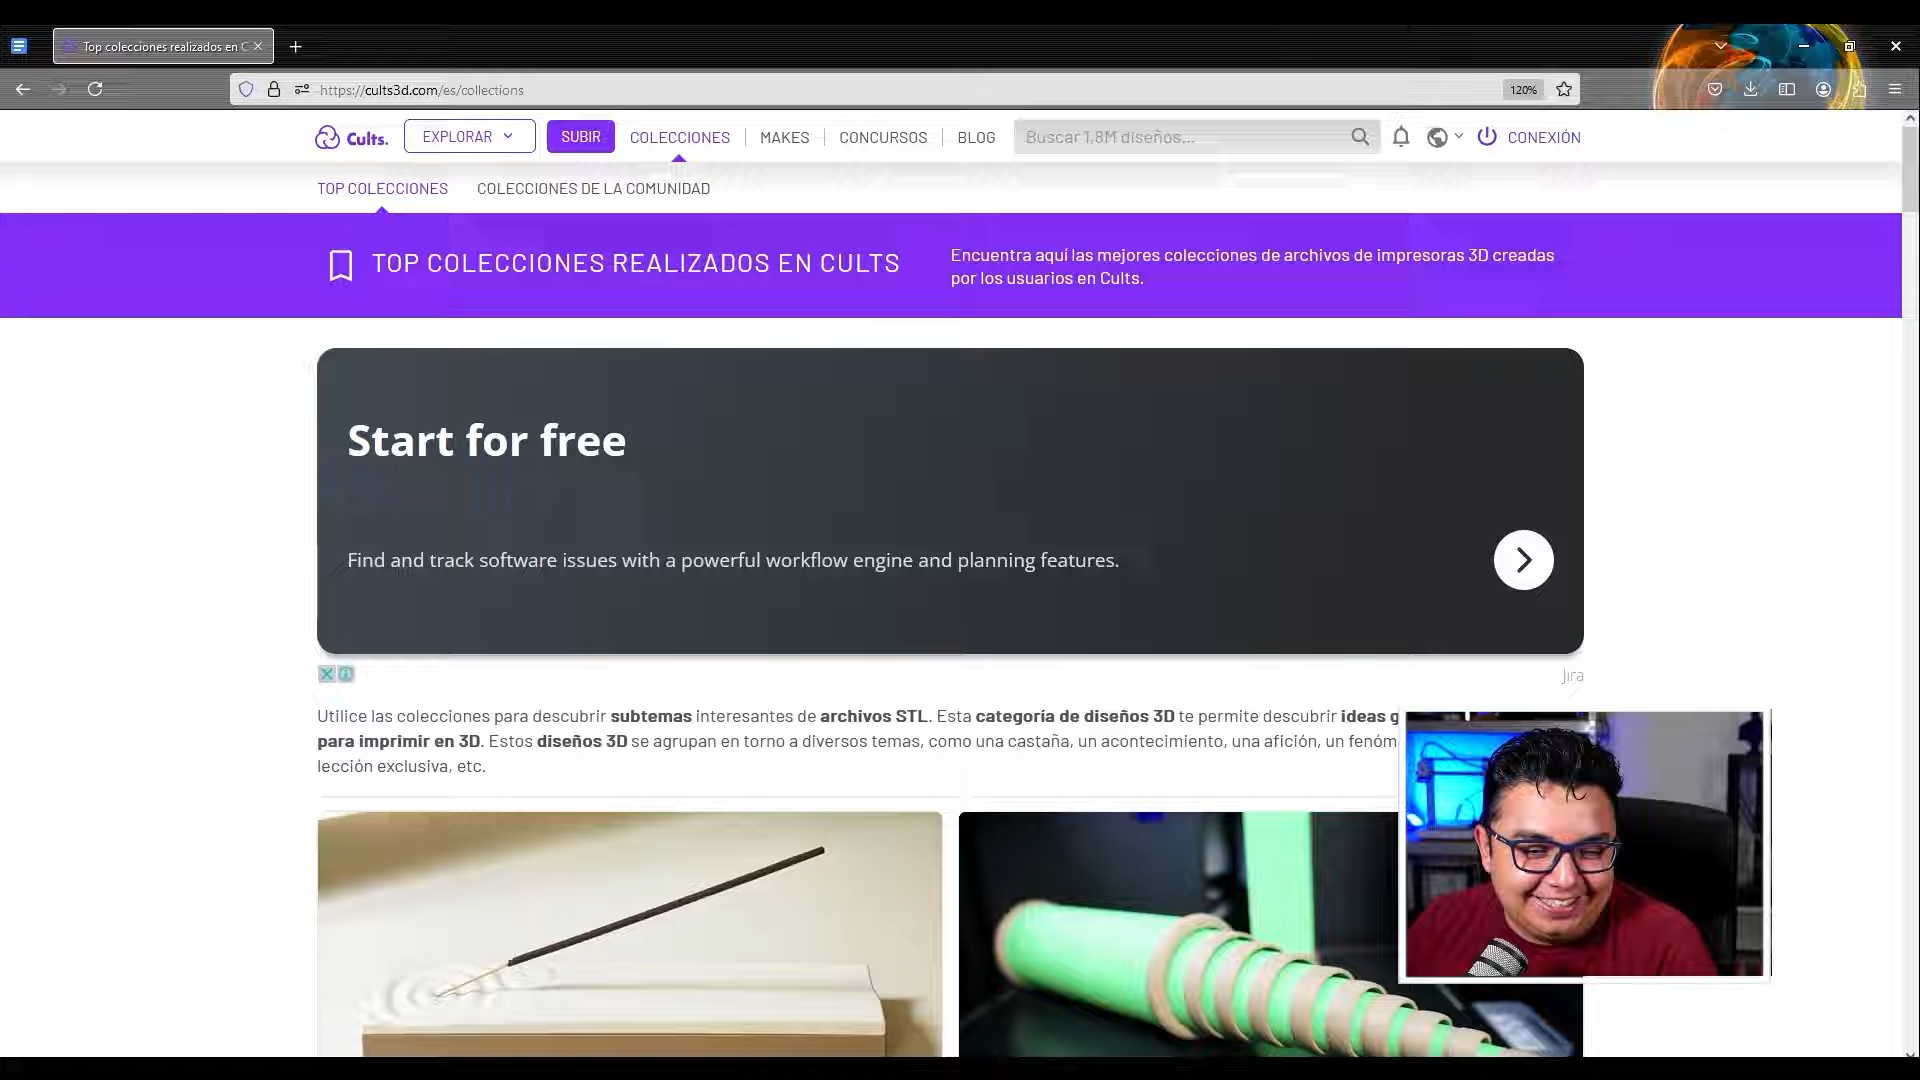 Top colecciones realizados en C
https://cults3d.com/es/collections
120%
Cults.
EXPLORAR
SUBIR
COLECCIONES
MAKES
CONCURSOS
BLOG
Buscar 1,8M diseños...
CONEXIÓN
TOP COLECCIONES
COLECCIONES DE LA COMUNIDAD
TOP COLECCIONES REALIZADOS EN CULTS
Encuentra aquí las mejores colecciones de archivos de impresoras 3D creadas
por los usuarios en Cults.
Start for free
Find and track software issues with a powerful workflow engine and planning features.
Jira
Utilice las colecciones para descubrir subtemas interesantes de archivos STL. Esta categoría de diseños 3D te permite descubrir ideas g
para imprimir en 3D. Estos diseños 3D se agrupan en torno a diversos temas, como una castaña, un acontecimiento, una afición, un fenóm
lección exclusiva, etc.